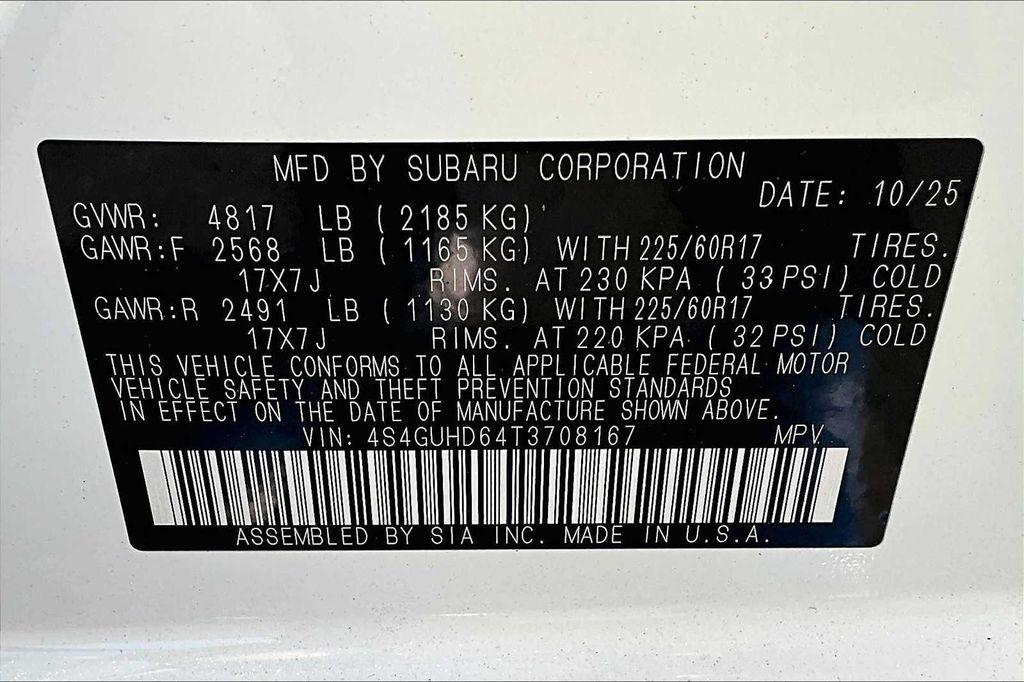 MFD BY SUBARU CORPORATION
DATE: 10/25
GVWR: 4817 LB ( 2185 KG)
GAWR:F 2568 LB ( 1165 KG) WITH 225/60R17 TIRES.
17X7J RIMS. AT 230 KPA ( 33 PSI) COLD
GAWR:R 2491 LB ( 1130 KG) WITH 225/60R17 TIRES.
17X7J RIMS. AT 220 KPA ( 32 PSI) COLD
THIS VEHICLE CONFORMS TO ALL APPLICABLE FEDERAL MOTOR
VEHICLE SAFETY AND THEFT PREVENTION STANDARDS
IN EFFECT ON THE DATE OF MANUFACTURE SHOWN ABOVE.
VIN: 4S4GUHD64T3708167 MPV
ASSEMBLED BY SIA INC. MADE IN U.S.A.